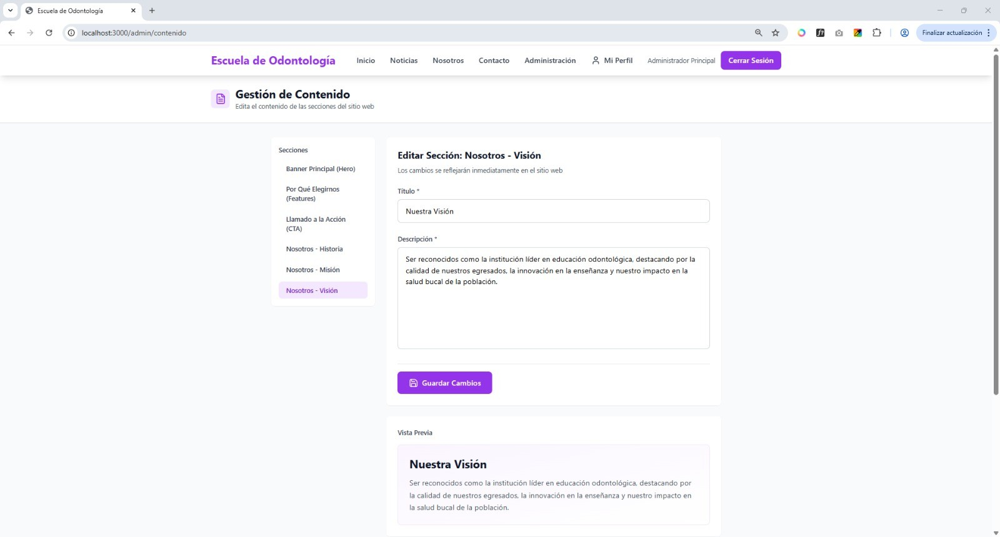 Escuela de Odontología
localhost:3000/admin/contenido
Finalizar actualización
Escuela de Odontología
Inicio
Noticias
Nosotros
Contacto
Administración
Mi Perfil
Administrador Principal
Cerrar Sesión
Gestión de Contenido
Edita el contenido de las secciones del sitio web
Secciones
Banner Principal (Hero)
Por Qué Elegirnos
(Features)
Llamado a la Acción
(CTA)
Nosotros - Historia
Nosotros - Misión
Nosotros - Visión
Editar Sección: Nosotros - Visión
Los cambios se reflejarán inmediatamente en el sitio web
Título *
Nuestra Visión
Descripción *
Ser reconocidos como la institución líder en educación odontológica, destacando por la
calidad de nuestros egresados, la innovación en la enseñanza y nuestro impacto en la
salud bucal de la población.
Guardar Cambios
Vista Previa
Nuestra Visión
Ser reconocidos como la institución líder en educación odontológica, destacando por
la calidad de nuestros egresados, la innovación en la enseñanza y nuestro impacto en
la salud bucal de la población.